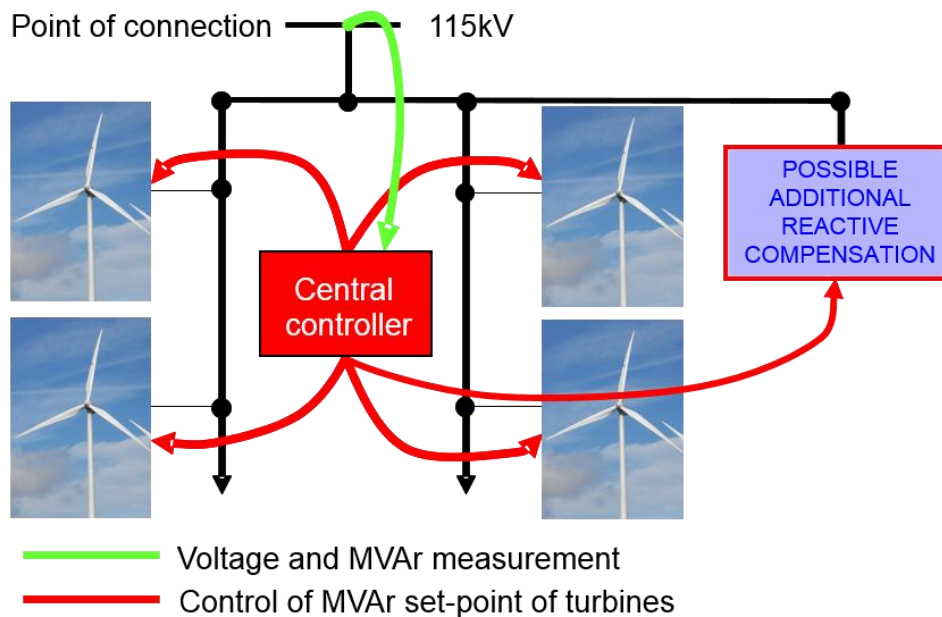 Point of connection
115kV
POSSIBLE
ADDITIONAL
REACTIVE
COMPENSATION
Central
controller
Voltage and MVAr measurement
Control of MVAr set-point of turbines